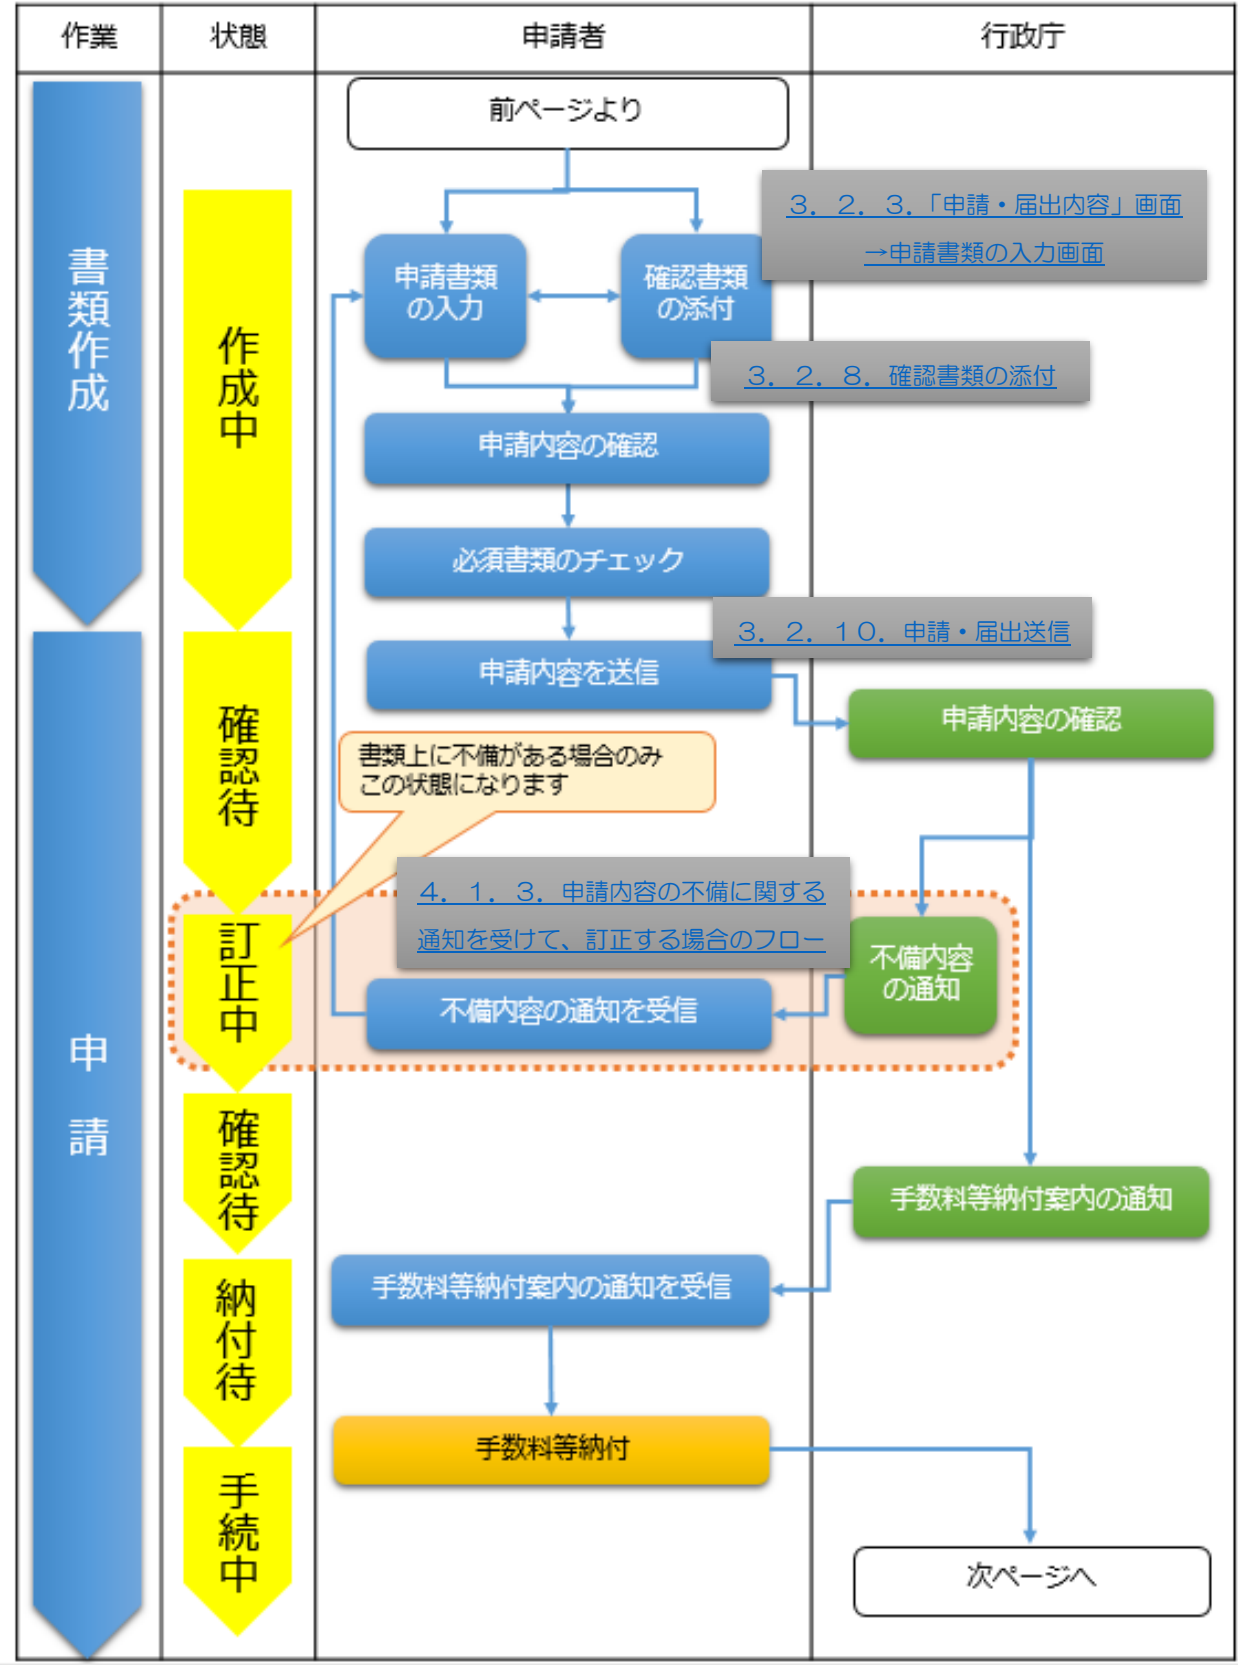 作業
状態
申請者
行政庁
前ページより
3．2．3．「申請・届出内容」画面
→申請書類の入力画面
書類作成
作成中
申請書類
の入力
確認書類
の添付
3．2．8．確認書類の添付
申請内容の確認
必須書類のチェック
3．2．10．申請・届出送信
申請内容を送信
申請内容の確認
確認待
書類上に不備がある場合のみ
この状態になります
4．1．3．申請内容の不備に関する
通知を受けて、訂正する場合のフロー
訂正中
不備内容
の通知
不備内容の通知を受信
申請
確認待
手数料等納付案内の通知
手数料等納付案内の通知を受信
納付待
手数料等納付
手続中
次ページへ